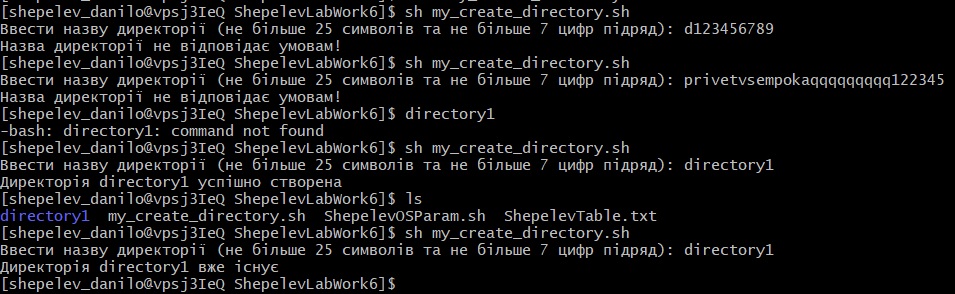 [shepelev_danilo@vpsj3IeQ ShepelevLabWork6]$ sh my_create_directory.sh
Ввести назву директорії (не більше 25 символів та не більше 7 цифр підряд): d123456789
Назва директорії не відповідає умовам!
[shepelev_danilo@vpsj3IeQ ShepelevLabWork6]$ sh my_create_directory.sh
Ввести назву директорії (не більше 25 символів та не більше 7 цифр підряд): privetvsempokaqqqqqqqqq122345
Назва директорії не відповідає умовам!
[shepelev_danilo@vpsj3IeQ ShepelevLabWork6]$ directory1
-bash: directory1: command not found
[shepelev_danilo@vpsj3IeQ ShepelevLabWork6]$ sh my_create_directory.sh
Ввести назву директорії (не більше 25 символів та не більше 7 цифр підряд): directory1
Директорія directory1 успішно створена
[shepelev_danilo@vpsj3IeQ ShepelevLabWork6]$ ls
directory1  my_create_directory.sh  ShepelevOSParam.sh  ShepelevTable.txt
[shepelev_danilo@vpsj3IeQ ShepelevLabWork6]$ sh my_create_directory.sh
Ввести назву директорії (не більше 25 символів та не більше 7 цифр підряд): directory1
Директорія directory1 вже існує
[shepelev_danilo@vpsj3IeQ ShepelevLabWork6]$